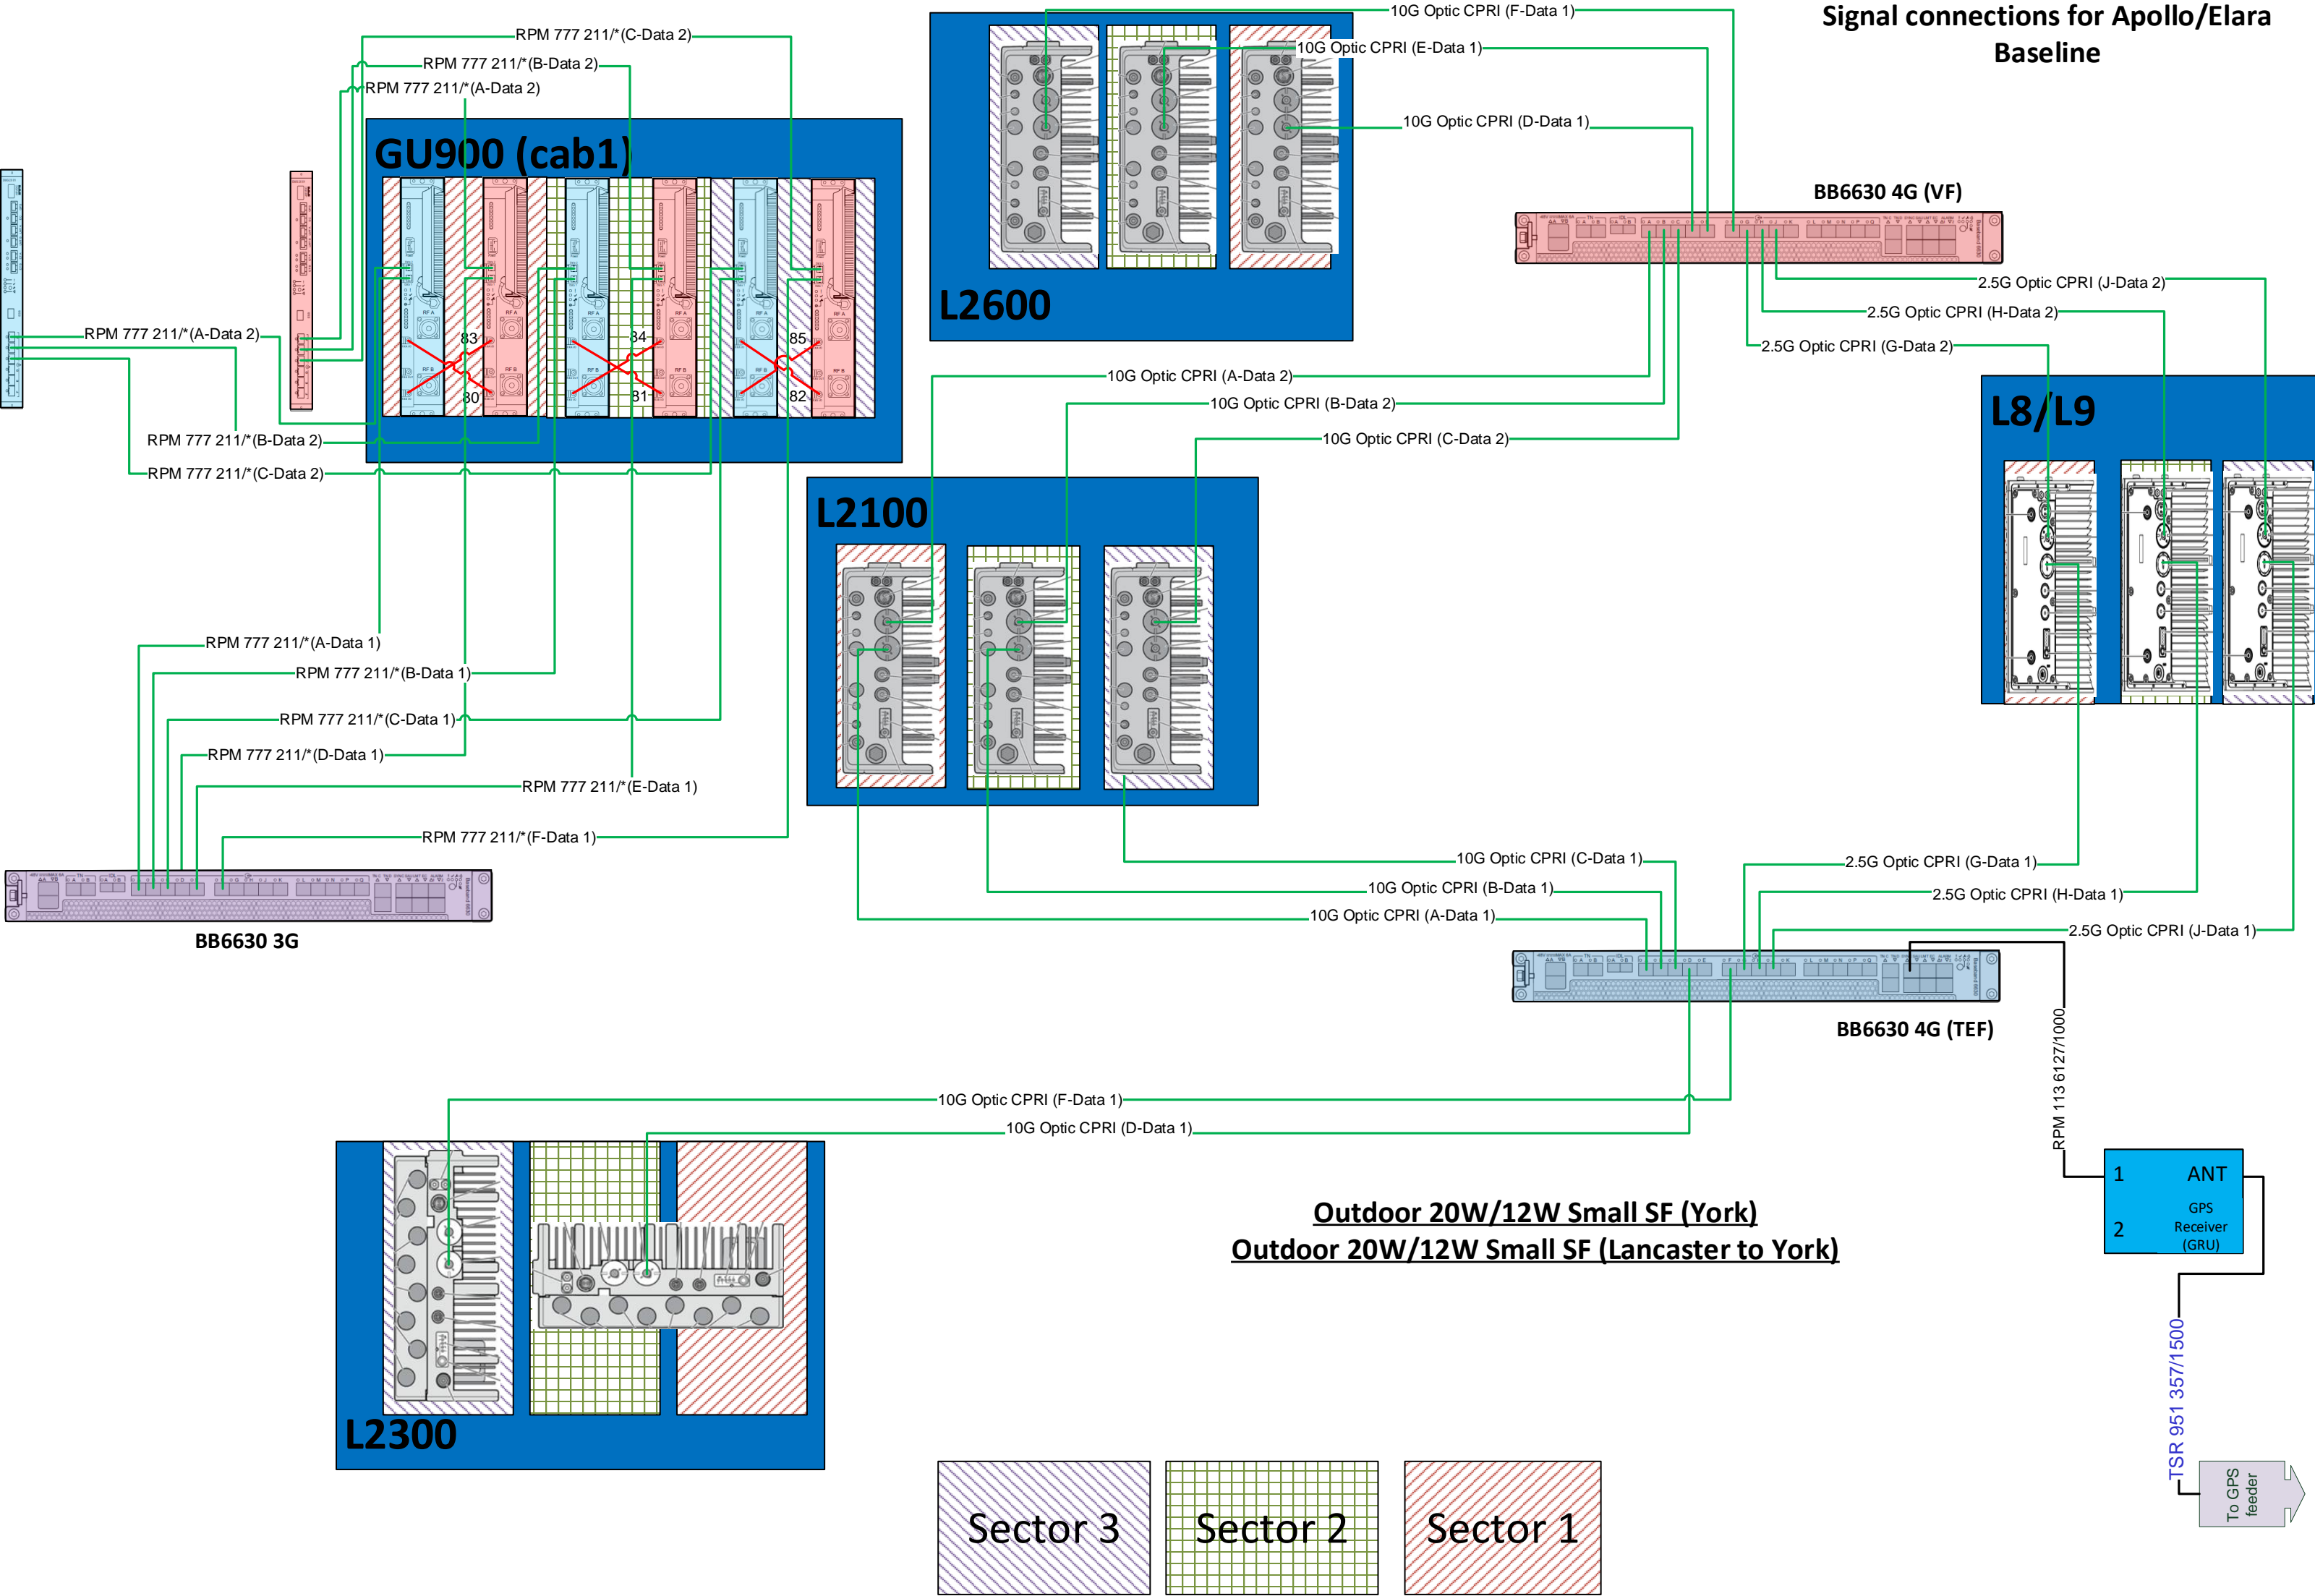 Signal connections for Apollo/Elara
Baseline
10G Optic CPRI (F-Data 1)
10G Optic CPRI (E-Data 1)
10G Optic CPRI (D-Data 1)
RPM 777 211/*(C-Data 2)
RPM 777 211/*(B-Data 2)
RPM 777 211/*(A-Data 2)
GU900 (cab1)
RF A
RF A
RF A
RF A
RF A
RF B
RF B
RF B
RF B
RF B
83
84
85
80
81
82
L2600
BB6630 4G (VF)
2.5G Optic CPRI (J-Data 2)
2.5G Optic CPRI (H-Data 2)
2.5G Optic CPRI (G-Data 2)
RPM 777 211/*(A-Data 2)
RPM 777 211/*(B-Data 2)
RPM 777 211/*(C-Data 2)
10G Optic CPRI (A-Data 2)
10G Optic CPRI (B-Data 2)
10G Optic CPRI (C-Data 2)
L8/L9
L2100
RPM 777 211/*(A-Data 1)
RPM 777 211/*(B-Data 1)
RPM 777 211/*(C-Data 1)
RPM 777 211/*(D-Data 1)
RPM 777 211/*(E-Data 1)
RPM 777 211/*(F-Data 1)
BB6630 3G
10G Optic CPRI (C-Data 1)
10G Optic CPRI (B-Data 1)
10G Optic CPRI (A-Data 1)
2.5G Optic CPRI (G-Data 1)
2.5G Optic CPRI (H-Data 1)
2.5G Optic CPRI (J-Data 1)
BB6630 4G (TEF)
RPM 113 6127/1000
10G Optic CPRI (F-Data 1)
10G Optic CPRI (D-Data 1)
1
ANT
2
GPS
Receiver
(GRU)
Outdoor 20W/12W Small SF (York)
Outdoor 20W/12W Small SF (Lancaster to York)
L2300
TSR 951 357/1500
To GPS
feeder
Sector 3
Sector 2
Sector 1